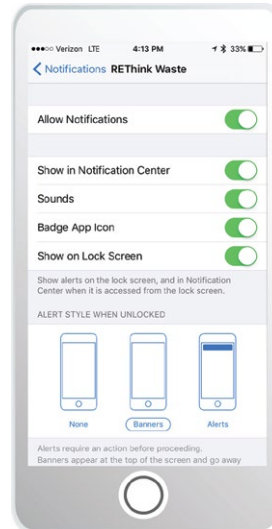 ●●●○○ Verizon LTE 4:13 PM 33%
Notifications REThink Waste
Allow Notifications
Show in Notification Center
Sounds
Badge App Icon
Show on Lock Screen
Show alerts on the lock screen, and in Notification
Center when it is accessed from the lock screen.
ALERT STYLE WHEN UNLOCKED
None Banners Alerts
Alerts require an action before proceeding.
Banners appear at the top of the screen and go away